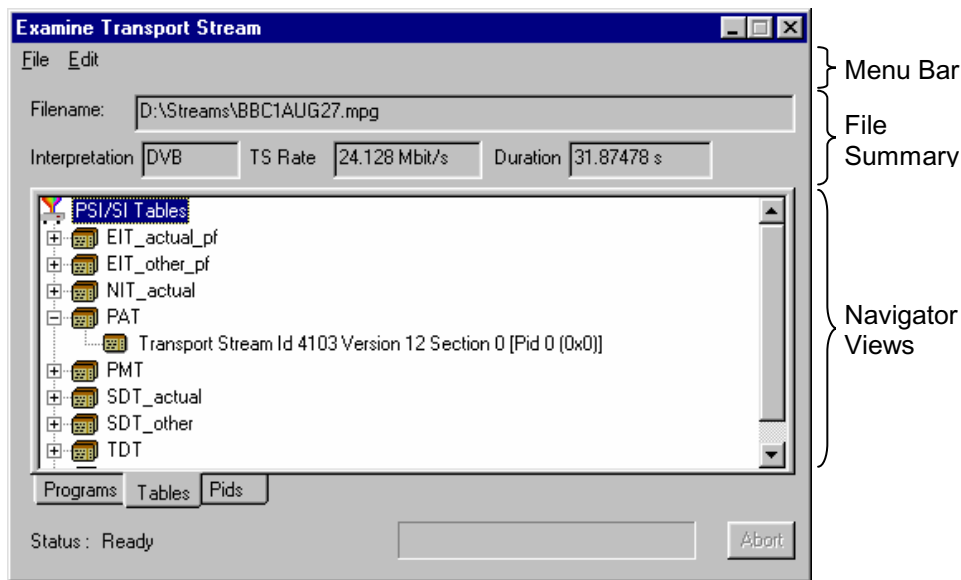 Examine Transport Stream
File Edit
Menu Bar
Filename: D:\Streams\BBC1AUG27.mpg
File
Summary
Interpretation DVB TS Rate 24.128 Mbit/s Duration 31.87478 s
PSI/SI Tables
EIT_actual_pf
EIT_other_pf
NIT_actual
PAT
Transport Stream Id 4103 Version 12 Section 0 [Pid 0 (0x0)]
PMT
SDT_actual
SDT_other
TDT
Navigator
Views
Programs Tables Pids
Status : Ready
Abort